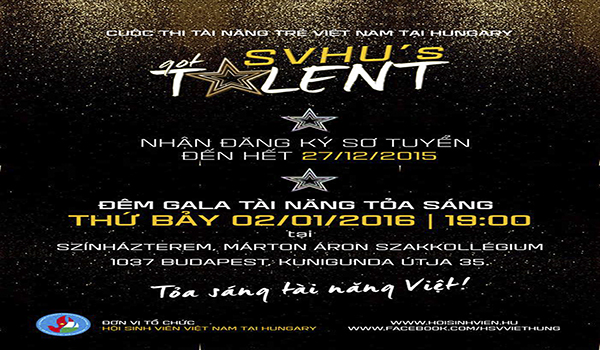 CUỘC THI TÀI NĂNG TRẺ VIỆT NAM TẠI HUNGARY
SVHU's
got TALENT
NHẬN ĐĂNG KÝ SƠ TUYỂN
ĐẾN HẾT 27/12/2015
ĐÊM GALA TÀI NĂNG TỎA SÁNG
THỨ BẢY 02/01/2016 | 19:00
tại
SZÍNHÁZTEREM, MÁRTON ÁRON SZAKKOLLÉGIUM
1037 BUDAPEST, KUNIGUNDA ÚTJA 35.
Tỏa sáng tài năng Việt!
ĐƠN VỊ TỔ CHỨC
HỘI SINH VIÊN VIỆT NAM TẠI HUNGARY
WWW.HOISINHVIEN.HU
WWW.FACEBOOK.COM/HSVVIETHUNG